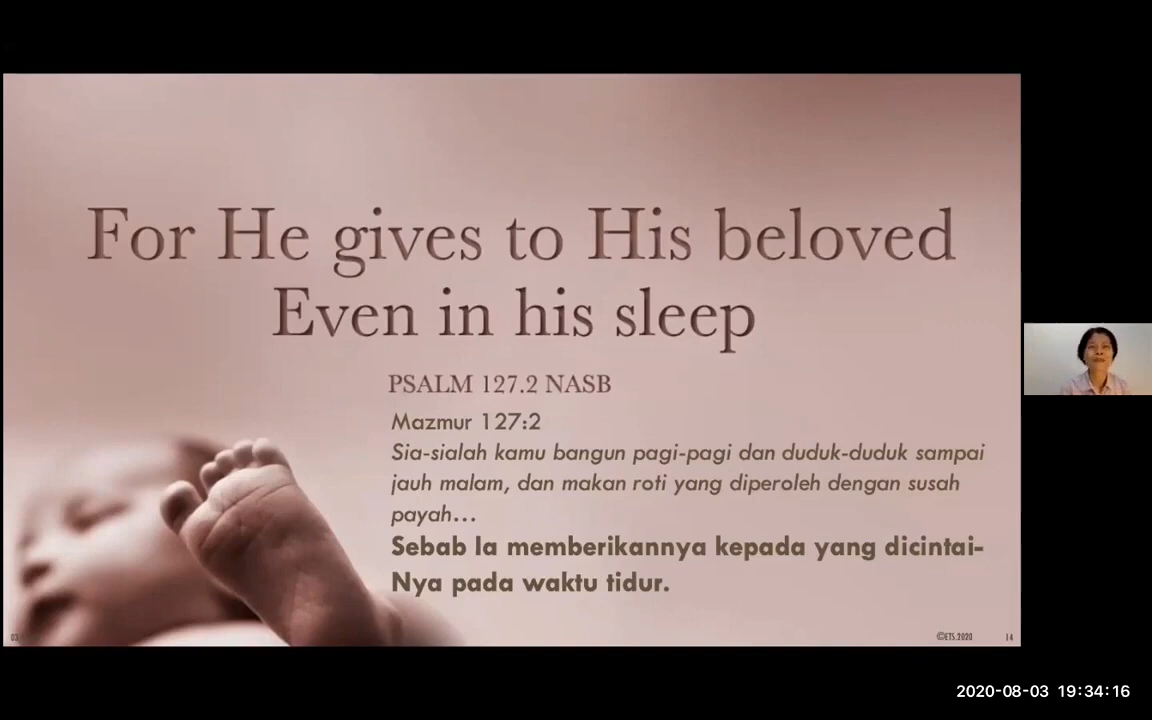 For He gives to His beloved
Even in his sleep
PSALM 127.2 NASB
Mazmur 127:2
Sia-sialah kamu bangun pagi-pagi dan duduk-duduk sampai
jauh malam, dan makan roti yang diperoleh dengan susah
payah...
Sebab Ia memberikannya kepada yang dicintai-
Nya pada waktu tidur.
©ETS.2020
14
2020-08-03 19:34:16